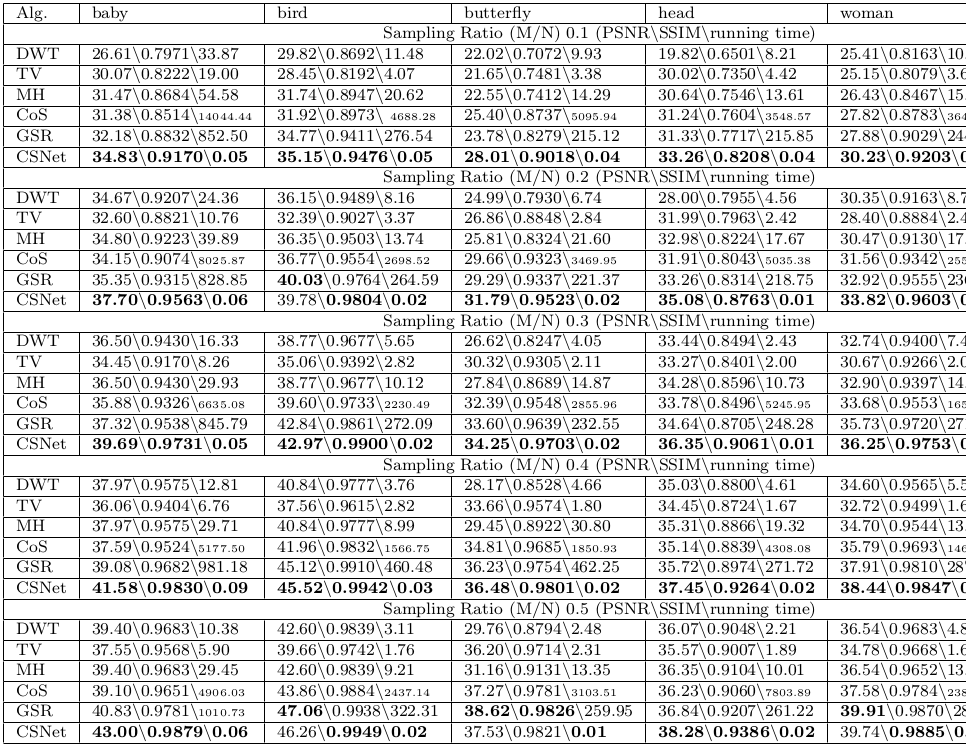 Alg. baby bird butterfly head woman
Sampling Ratio (M/N) 0.1 (PSNR\SSIM\running time)
DWT 26.61\0.7971\33.87 29.82\0.8692\11.48 22.02\0.7072\9.93 19.82\0.6501\8.21 25.41\0.8163\10.
TV 30.07\0.8222\19.00 28.45\0.8192\4.07 21.65\0.7481\3.38 30.02\0.7350\4.42 25.15\0.8079\3.6
MH 31.47\0.8684\54.58 31.74\0.8947\20.62 22.55\0.7412\14.29 30.64\0.7546\13.61 26.43\0.8467\15.
CoS 31.38\0.8514\14044.44 31.92\0.8973\ 4688.28 25.40\0.8737\5095.94 31.24\0.7604\3548.57 27.82\0.8783\364
GSR 32.18\0.8832\852.50 34.77\0.9411\276.54 23.78\0.8279\215.12 31.33\0.7717\215.85 27.88\0.9029\244
CSNet 34.83\0.9170\0.05 35.15\0.9476\0.05 28.01\0.9018\0.04 33.26\0.8208\0.04 30.23\0.9203\0
Sampling Ratio (M/N) 0.2 (PSNR\SSIM\running time)
DWT 34.67\0.9207\24.36 36.15\0.9489\8.16 24.99\0.7930\6.74 28.00\0.7955\4.56 30.35\0.9163\8.7
TV 32.60\0.8821\10.76 32.39\0.9027\3.37 26.86\0.8848\2.84 31.99\0.7963\2.42 28.40\0.8884\2.4
MH 34.80\0.9223\39.89 36.35\0.9503\13.74 25.81\0.8324\21.60 32.98\0.8224\17.67 30.47\0.9130\17.
CoS 34.15\0.9074\8025.87 36.77\0.9554\2698.52 29.66\0.9323\3469.95 31.91\0.8043\5035.38 31.56\0.9342\255
GSR 35.35\0.9315\828.85 40.03\0.9764\264.59 29.29\0.9337\221.37 33.26\0.8314\218.75 32.92\0.9555\236
CSNet 37.70\0.9563\0.06 39.78\0.9804\0.02 31.79\0.9523\0.02 35.08\0.8763\0.01 33.82\0.9603\0
Sampling Ratio (M/N) 0.3 (PSNR\SSIM\running time)
DWT 36.50\0.9430\16.33 38.77\0.9677\5.65 26.62\0.8247\4.05 33.44\0.8494\2.43 32.74\0.9400\7.4
TV 34.45\0.9170\8.26 35.06\0.9392\2.82 30.32\0.9305\2.11 33.27\0.8401\2.00 30.67\0.9266\2.0
MH 36.50\0.9430\29.93 38.77\0.9677\10.12 27.84\0.8689\14.87 34.28\0.8596\10.73 32.90\0.9397\14.
CoS 35.88\0.9326\6635.08 39.60\0.9733\2230.49 32.39\0.9548\2855.96 33.78\0.8496\5245.95 33.68\0.9553\165
GSR 37.32\0.9538\845.79 42.84\0.9861\272.09 33.60\0.9639\232.55 34.64\0.8705\248.28 35.73\0.9720\27
CSNet 39.69\0.9731\0.05 42.97\0.9900\0.02 34.25\0.9703\0.02 36.35\0.9061\0.01 36.25\0.9753\0
Sampling Ratio (M/N) 0.4 (PSNR\SSIM\running time)
DWT 37.97\0.9575\12.81 40.84\0.9777\3.76 28.17\0.8528\4.66 35.03\0.8800\4.61 34.60\0.9565\5.5
TV 36.06\0.9404\6.76 37.56\0.9615\2.82 33.66\0.9574\1.80 34.45\0.8724\1.67 32.72\0.9499\1.6
MH 37.97\0.9575\29.71 40.84\0.9777\8.99 29.45\0.8922\30.80 35.31\0.8866\19.32 34.70\0.9544\13.
CoS 37.59\0.9524\5177.50 41.96\0.9832\1566.75 34.81\0.9685\1850.93 35.14\0.8839\4308.08 35.79\0.9693\146
GSR 39.08\0.9682\981.18 45.12\0.9910\460.48 36.23\0.9754\462.25 35.72\0.8974\271.72 37.91\0.9810\28
CSNet 41.58\0.9830\0.09 45.52\0.9942\0.03 36.48\0.9801\0.02 37.45\0.9264\0.02 38.44\0.9847\0
Sampling Ratio (M/N) 0.5 (PSNR\SSIM\running time)
DWT 39.40\0.9683\10.38 42.60\0.9839\3.11 29.76\0.8794\2.48 36.07\0.9048\2.21 36.54\0.9683\4.8
TV 37.55\0.9568\5.90 39.66\0.9742\1.76 36.20\0.9714\2.31 35.57\0.9007\1.89 34.78\0.9668\1.6
MH 39.40\0.9683\29.45 42.60\0.9839\9.21 31.16\0.9131\13.35 36.35\0.9104\10.01 36.54\0.9652\13.
CoS 39.10\0.9651\4906.03 43.86\0.9884\2437.14 37.27\0.9781\3103.51 36.23\0.9060\7803.89 37.58\0.9784\238
GSR 40.83\0.9781\1010.73 47.06\0.9938\322.31 38.62\0.9826\259.95 36.84\0.9207\261.22 39.91\0.9870\28
CSNet 43.00\0.9879\0.06 46.26\0.9949\0.02 37.53\0.9821\0.01 38.28\0.9386\0.02 39.74\0.9885\0.